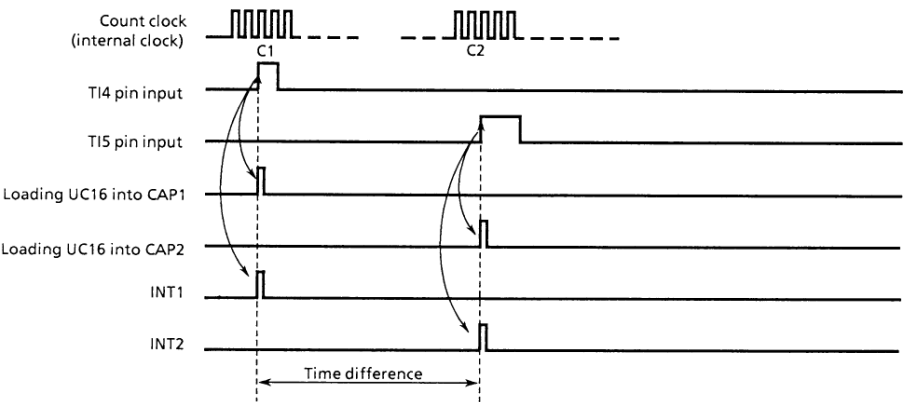 Count clock
(internal clock)
C1
C2
TI4 pin input
TI5 pin input
Loading UC16 into CAP1
Loading UC16 into CAP2
INT1
INT2
Time difference